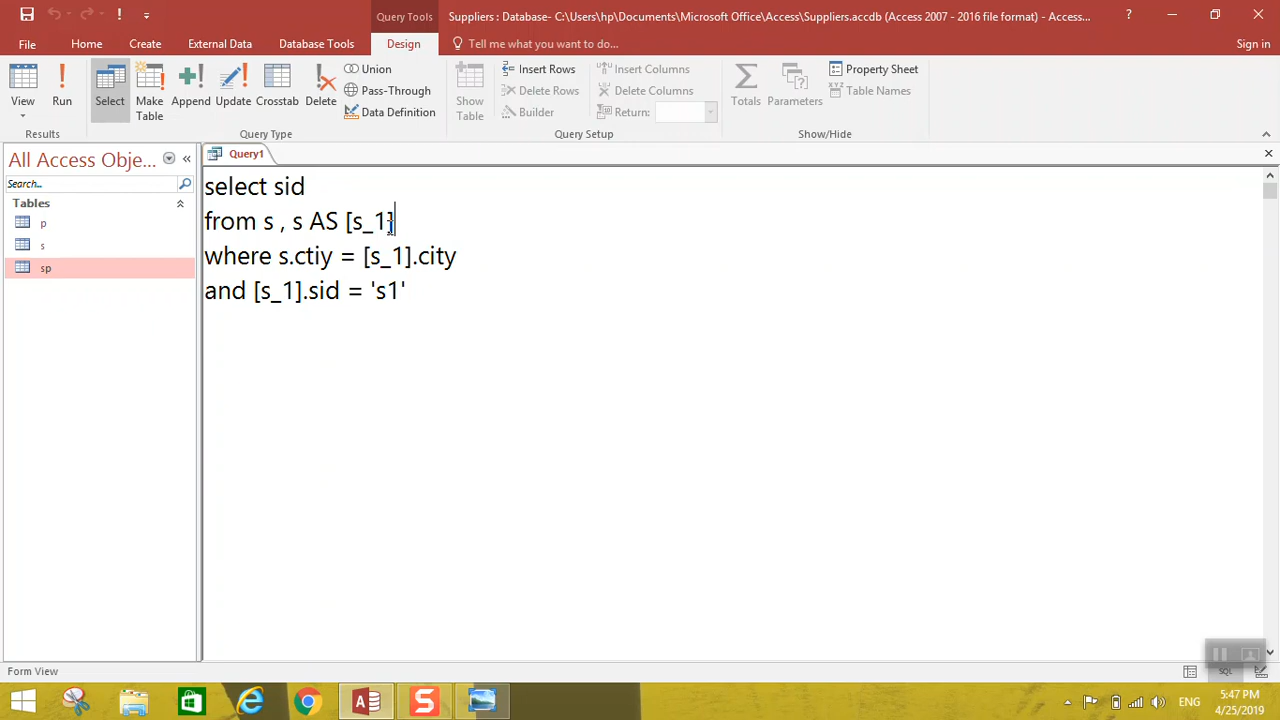 Query Tools
Suppliers : Database- C:\Users\hp\Documents\Microsoft Office\Access\Suppliers.accdb (Access 2007 - 2016 file format) - Access...
?
File
Home
Create
External Data
Database Tools
Design
Tell me what you want to do...
Sign in
View
Run
Select
Make Table
Append
Update
Crosstab
Delete
Union
Pass-Through
Data Definition
Show Table
Insert Rows
Delete Rows
Builder
Insert Columns
Delete Columns
Return:
Totals
Parameters
Property Sheet
Table Names
Results
Query Type
Query Setup
Show/Hide
All Access Obje...
Search..
Tables
p
s
sp
Query1
select sid
from s , s AS [s_1]
where s.ctiy = [s_1].city
and [s_1].sid = 's1'
Form View
SQL
ENG
5:47 PM
4/25/2019